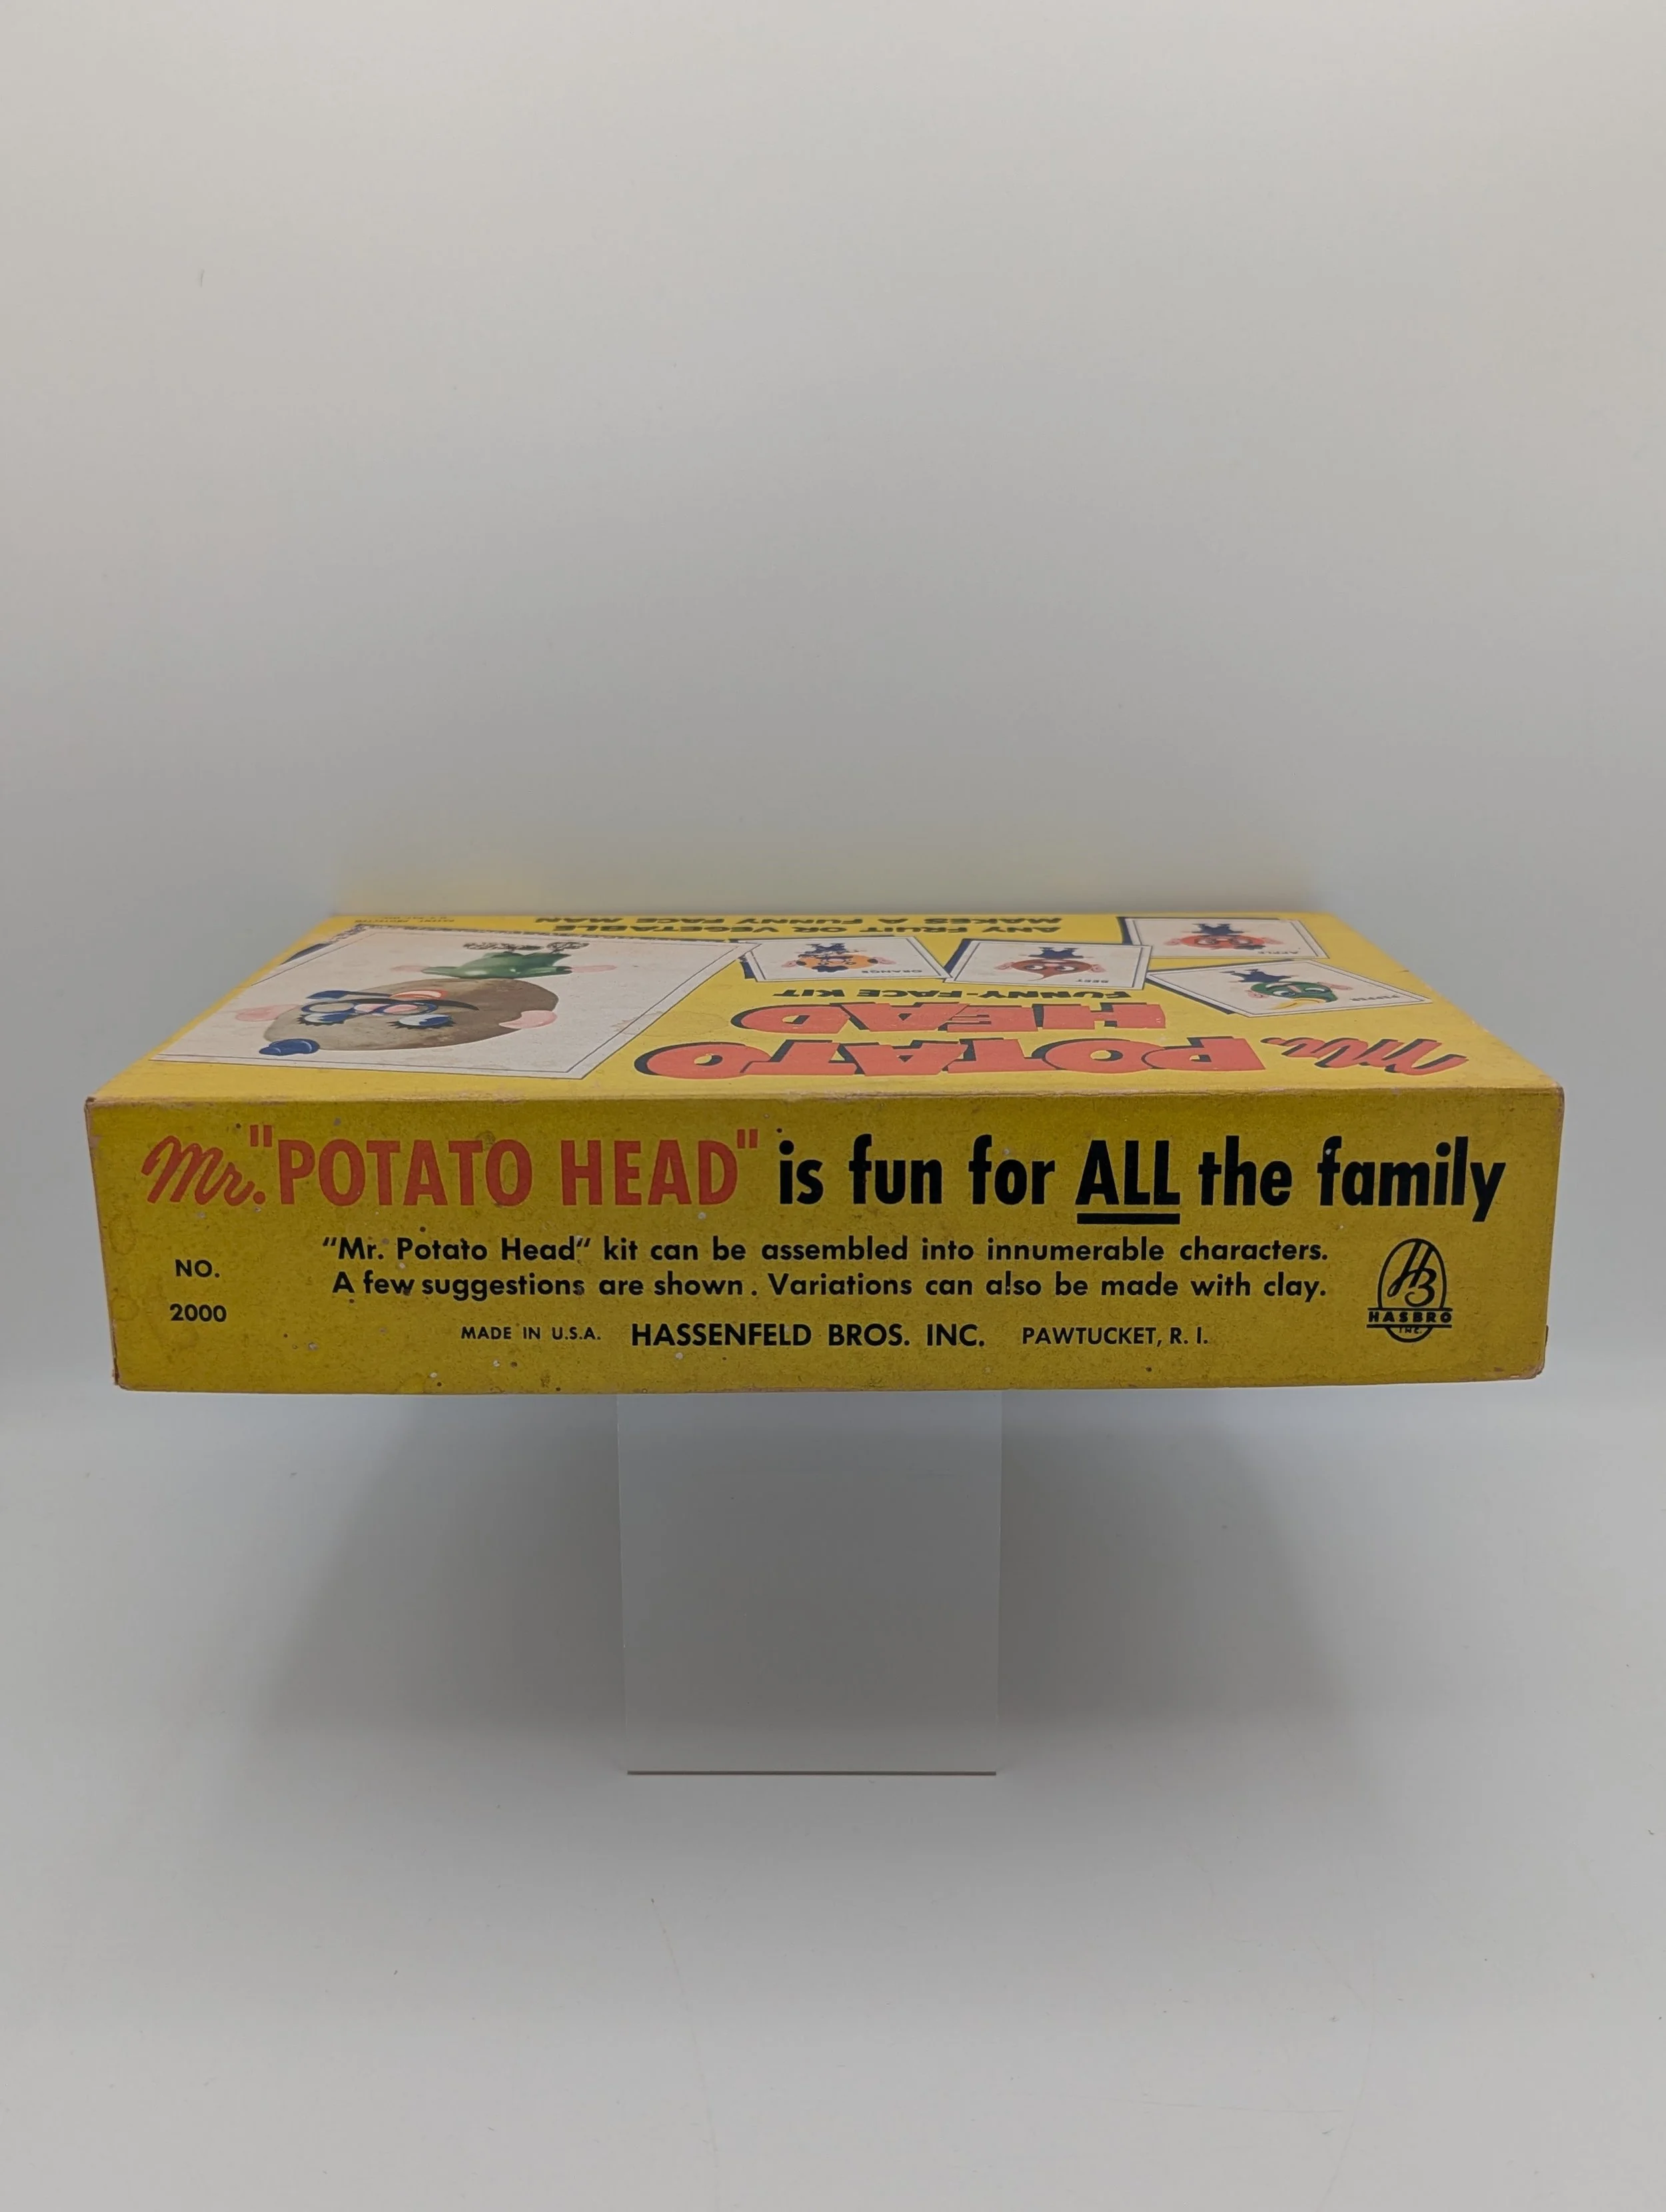 ANY FRUIT OR VEGETABLE
MAKES A FUNNY FACE MAN
APPLE
ORANGE
BEET
PEPPER
FUNNY-FACE KIT
Mr. POTATO
HEAD
Mr. "POTATO HEAD" is fun for ALL the family
"Mr. Potato Head" kit can be assembled into innumerable characters.
A few suggestions are shown. Variations can also be made with clay.
NO.
2000
MADE IN U.S.A. HASSENFELD BROS. INC. PAWTUCKET, R. I.
HB
HASBRO
INC.